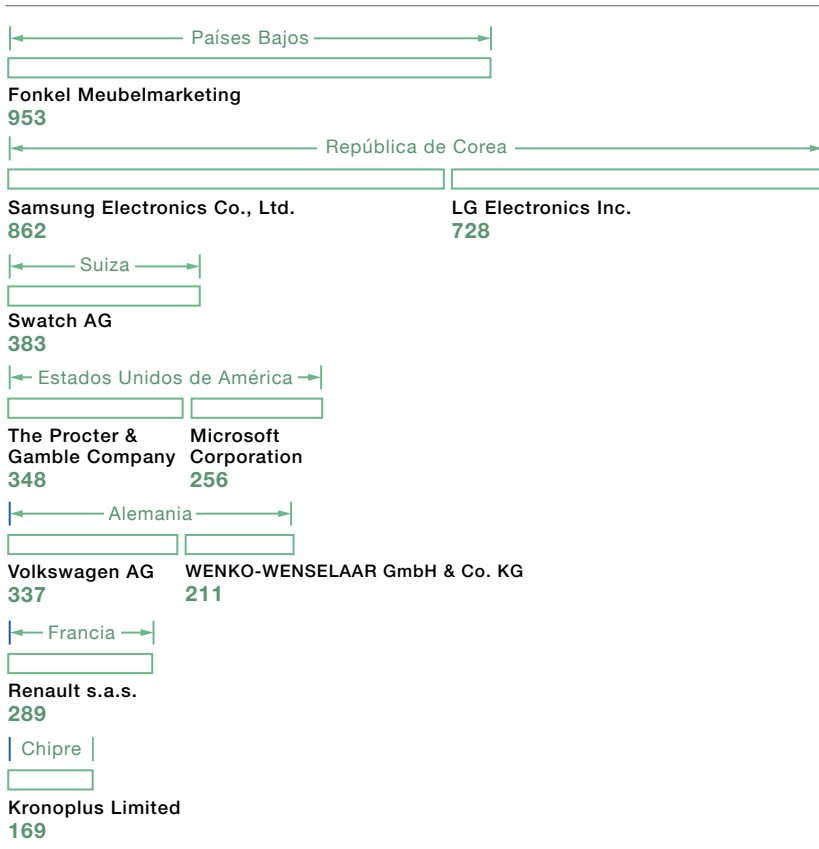 Países Bajos
Fonkel Meubelmarketing
953
República de Corea
Samsung Electronics Co., Ltd.
862
LG Electronics Inc.
728
Suiza
Swatch AG
383
Estados Unidos de América
The Procter &
Gamble Company
348
Microsoft
Corporation
256
Alemania
Volkswagen AG
337
WENKO-WENSELAAR GmbH & Co. KG
211
Francia
Renault s.a.s.
289
Chipre
Kronoplus Limited
169